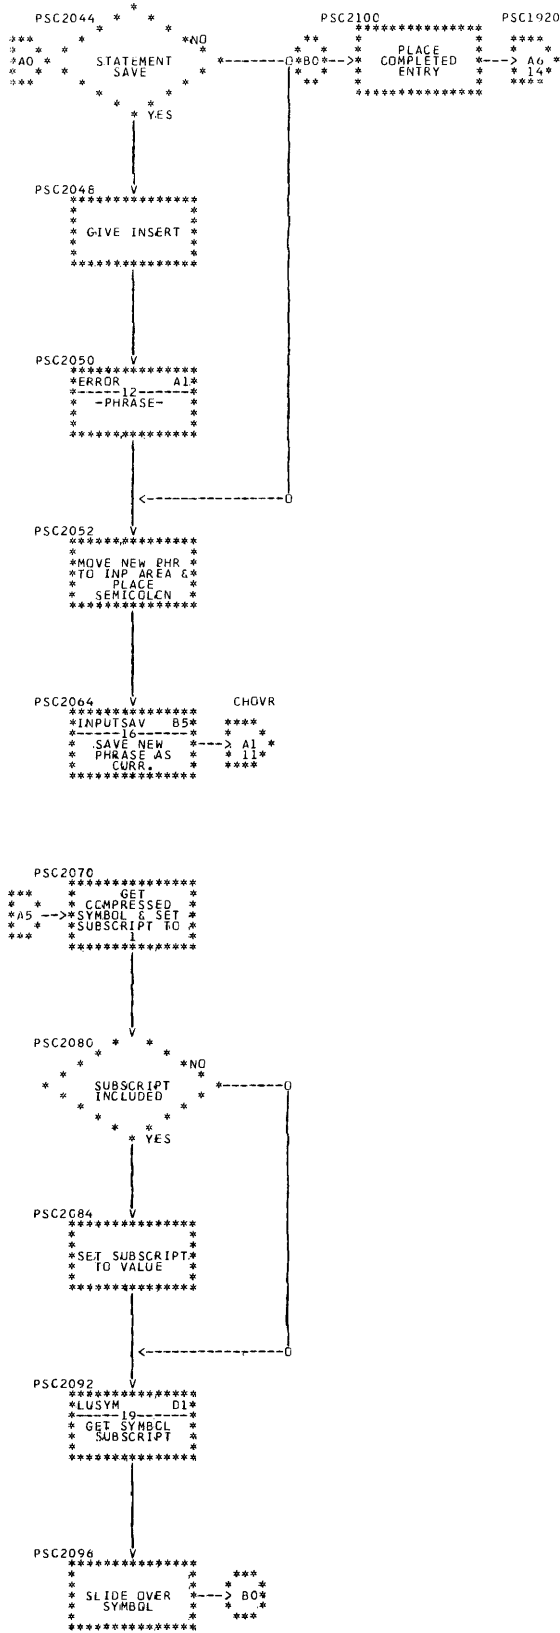 PSC2044 PSC2100 PSC1920
NO
A0 STATEMENT SAVE
B0 PLACE COMPLETED ENTRY
A6 14
YES
PSC2048
GIVE INSERT
PSC2050
ERROR A1
12
-PHRASE-
PSC2052
MOVE NEW PHR
TO INP AREA &
PLACE
SEMICOLON
PSC2064 CHOVR
INPUTSAV B5
16
SAVE NEW A1
PHRASE AS 11
CURR.
PSC2070
GET
COMPRESSED
A5 SYMBOL & SET
SUBSCRIPT TO
1
PSC2080
NO
SUBSCRIPT
INCLUDED
YES
PSC2084
SET SUBSCRIPT
TO VALUE
PSC2092
LUSYM D1
19
GET SYMBOL
SUBSCRIPT
PSC2096
SLIDE OVER B0
SYMBOL